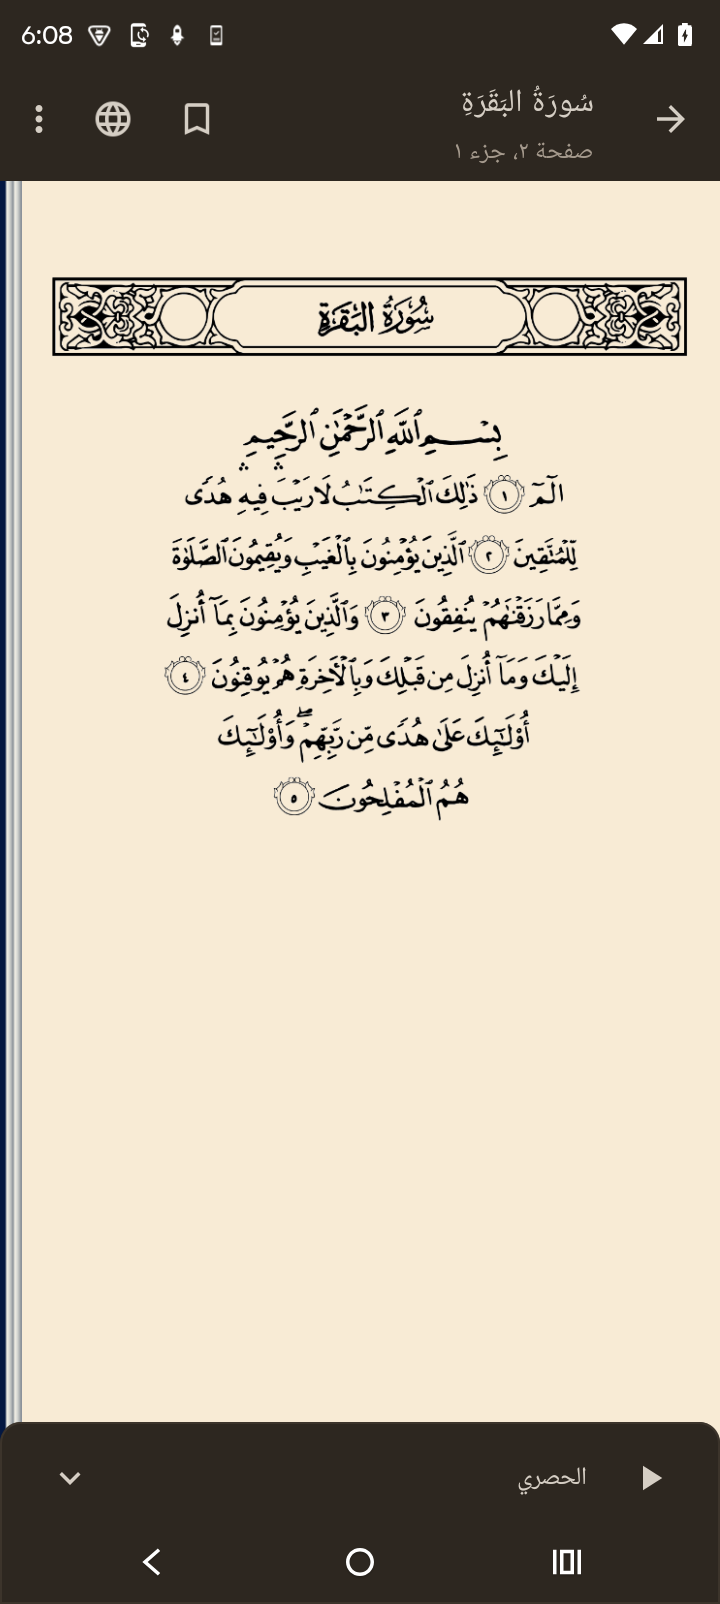 6:08
سُورَةُ البَقَرَةِ
صفحة ٢، جزء ١
سُورَةُ البَقَرَةِ
بِسْمِ ٱللَّهِ ٱلرَّحْمَٰنِ ٱلرَّحِيمِ
الٓمٓ ١ ذَٰلِكَ ٱلْكِتَٰبُ لَا رَيْبَ ۛ فِيهِ ۛ هُدًى
لِّلْمُتَّقِينَ ٢ ٱلَّذِينَ يُؤْمِنُونَ بِٱلْغَيْبِ وَيُقِيمُونَ ٱلصَّلَوٰةَ
وَمِمَّا رَزَقْنَٰهُمْ يُنفِقُونَ ٣ وَٱلَّذِينَ يُؤْمِنُونَ بِمَآ أُنزِلَ
إِلَيْكَ وَمَآ أُنزِلَ مِن قَبْلِكَ وَبِٱلْأَخِرَةِ هُمْ يُوقِنُونَ ٤
أُو۟لَٰٓئِكَ عَلَىٰ هُدًى مِّن رَّبِّهِمْ ۖ وَأُو۟لَٰٓئِكَ
هُمُ ٱلْمُفْلِحُونَ ٥
الحصري